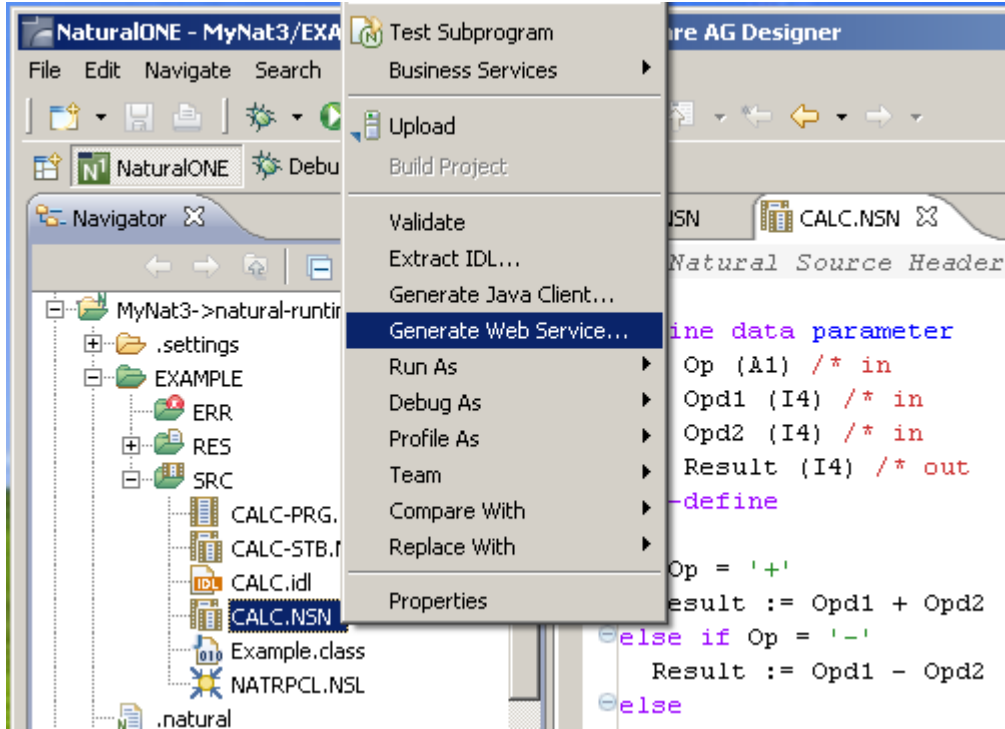 NaturalONE - MyNat3/EXA
re AG Designer
File Edit Navigate Search
NaturalONE Debu
Navigator
MyNat3->natural-runtin
.settings
EXAMPLE
ERR
RES
SRC
CALC-PRG.
CALC-STB.N
CALC.idl
CALC.NSN
Example.class
NATRPCL.NSL
.natural
Test Subprogram
Business Services
Upload
Build Project
Validate
Extract IDL...
Generate Java Client...
Generate Web Service...
Run As
Debug As
Profile As
Team
Compare With
Replace With
Properties
NSN CALC.NSN
Natural Source Header
ine data parameter
Op (A1) /* in
Opd1 (I4) /* in
Opd2 (I4) /* in
Result (I4) /* out
-define
Op = '+'
esult := Opd1 + Opd2
else if Op = '-'
Result := Opd1 - Opd2
else